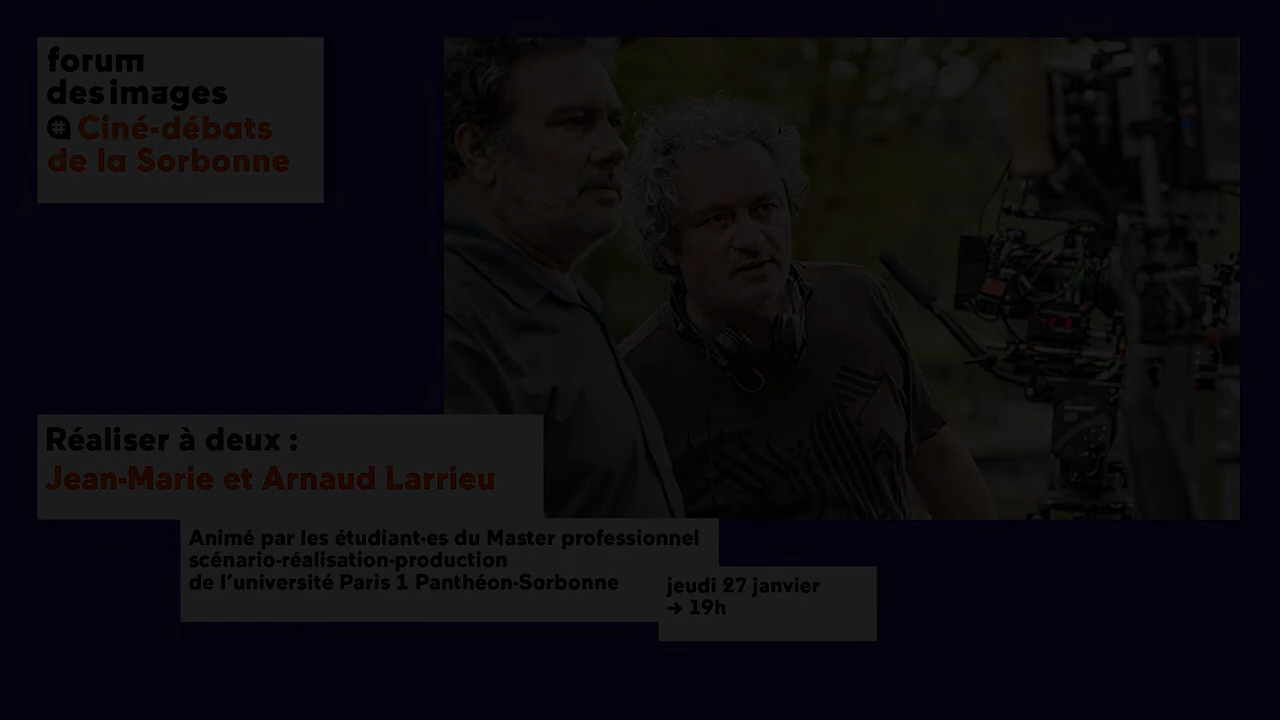 forum
des images
# Ciné-débats
de la Sorbonne
Réaliser à deux :
Jean-Marie et Arnaud Larrieu
Animé par les étudiant·es du Master professionnel
scénario-réalisation-production
de l’université Paris 1 Panthéon-Sorbonne
jeudi 27 janvier
→ 19h